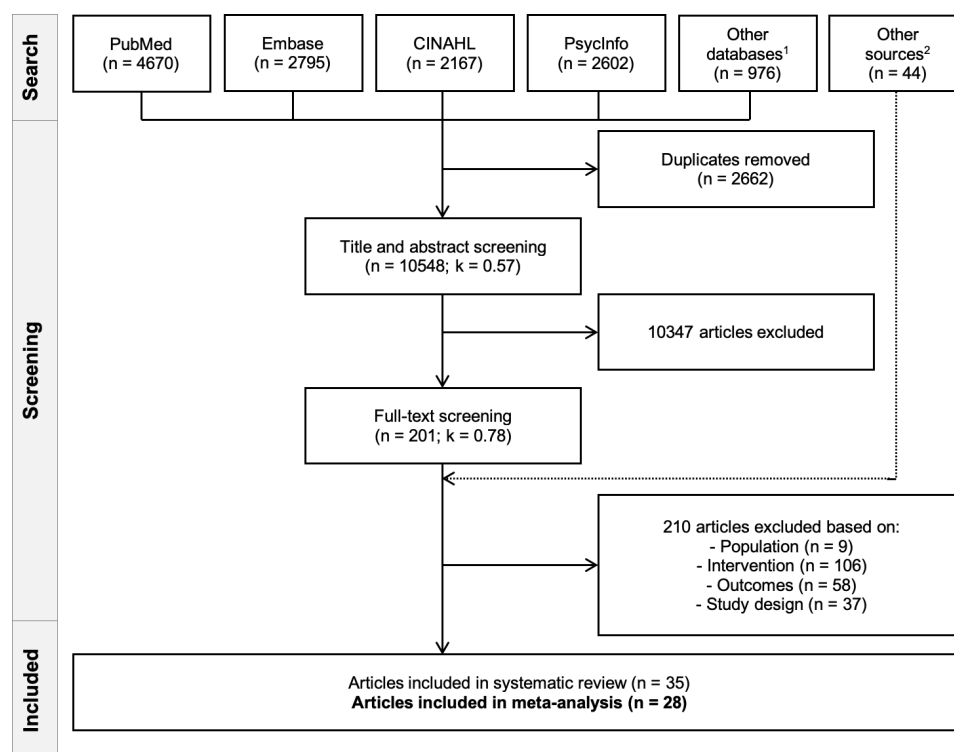 Search
PubMed
(n = 4670)
Embase
(n = 2795)
CINAHL
(n = 2167)
PsycInfo
(n = 2602)
Other
databases¹
(n = 976)
Other
sources²
(n = 44)
Screening
Duplicates removed
(n = 2662)
Title and abstract screening
(n = 10548; k = 0.57)
10347 articles excluded
Full-text screening
(n = 201; k = 0.78)
210 articles excluded based on:
- Population (n = 9)
- Intervention (n = 106)
- Outcomes (n = 58)
- Study design (n = 37)
Included
Articles included in systematic review (n = 35)
Articles included in meta-analysis (n = 28)